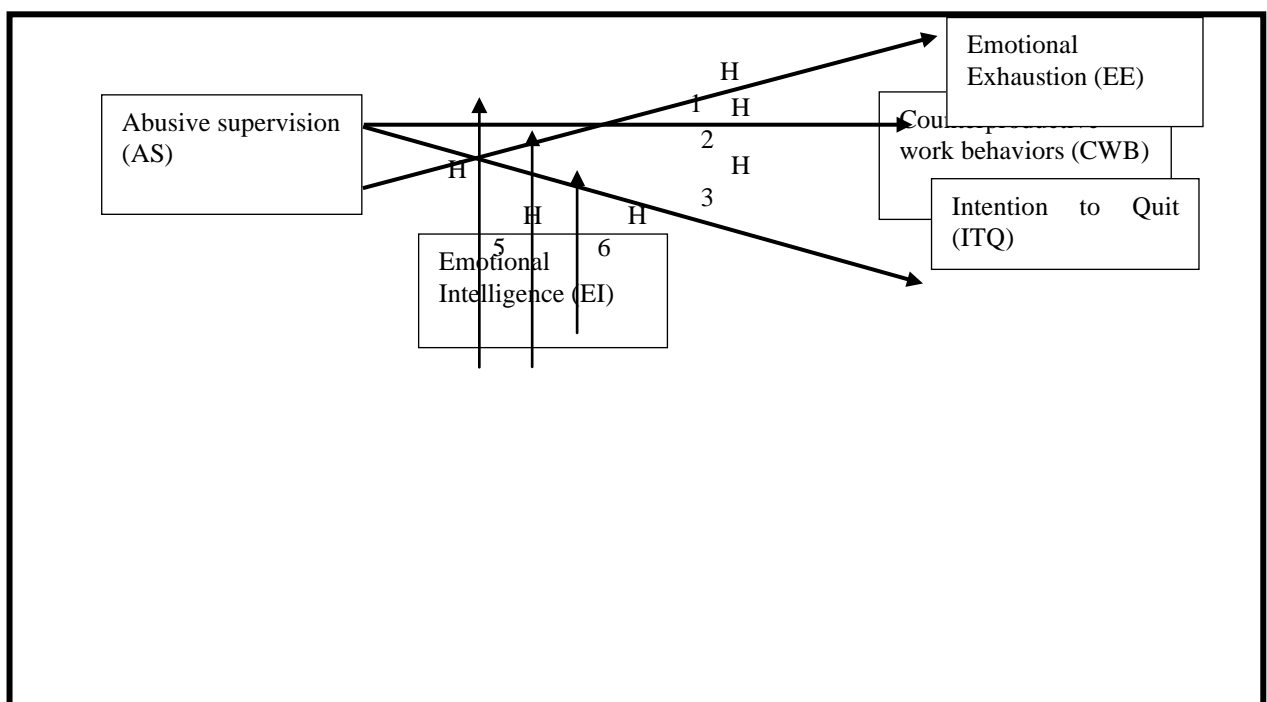 Emotional
Exhaustion (EE)
H
1
H
Abusive supervision
(AS)
Counterproductive
work behaviors (CWB)
2
H
H
3
Intention to Quit
(ITQ)
H
H
5
6
Emotional
Intelligence (EI)